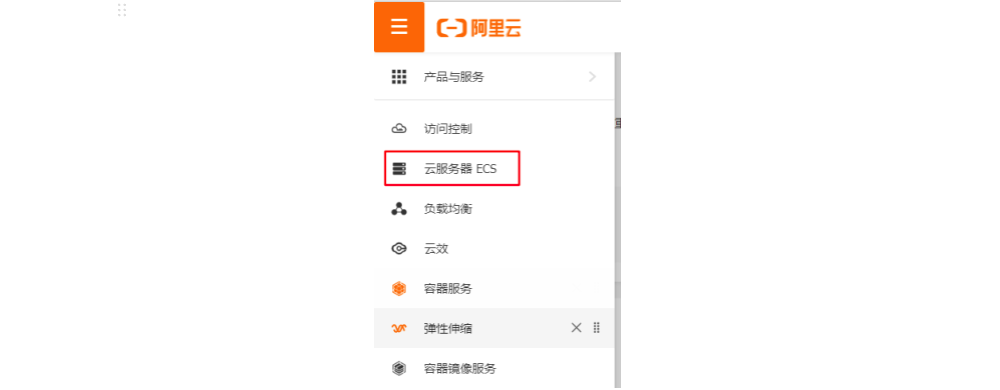 阿里云
产品与服务
访问控制
云服务器 ECS
负载均衡
云效
容器服务
弹性伸缩
容器镜像服务